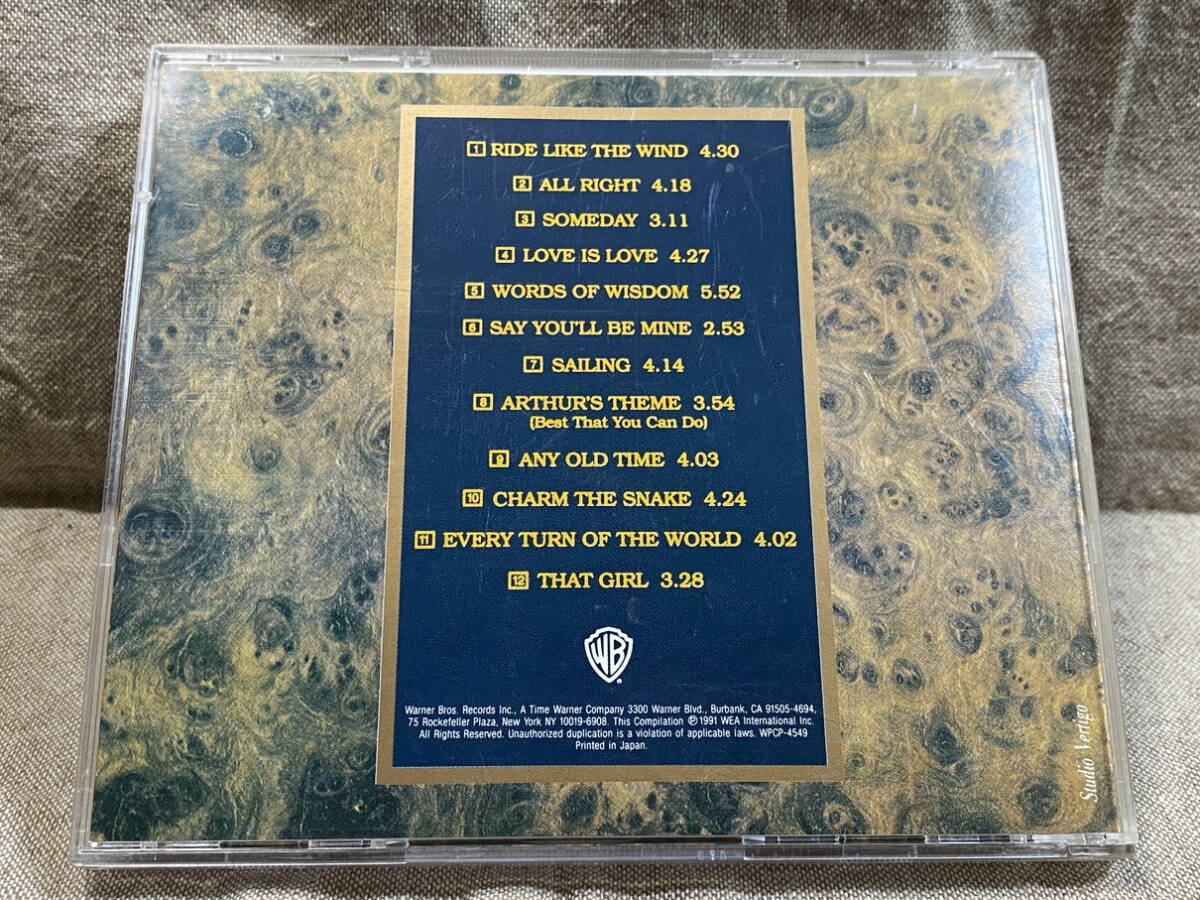 1 RIDE LIKE THE WIND 4.30
2 ALL RIGHT 4.18
3 SOMEDAY 3.11
4 LOVE IS LOVE 4.27
5 WORDS OF WISDOM 5.52
6 SAY YOU'LL BE MINE 2.53
7 SAILING 4.14
8 ARTHUR'S THEME 3.54
(Best That You Can Do)
9 ANY OLD TIME 4.03
10 CHARM THE SNAKE 4.24
11 EVERY TURN OF THE WORLD 4.02
12 THAT GIRL 3.28
WB
Warner Bros. Records Inc., A Time Warner Company 3300 Warner Blvd., Burbank, CA 91505-4694,
75 Rockefeller Plaza, New York NY 10019-6908. This Compilation ℗1991 WEA International Inc.
All Rights Reserved. Unauthorized duplication is a violation of applicable laws. WPCP-4549
Printed in Japan.
Studio Vertigo